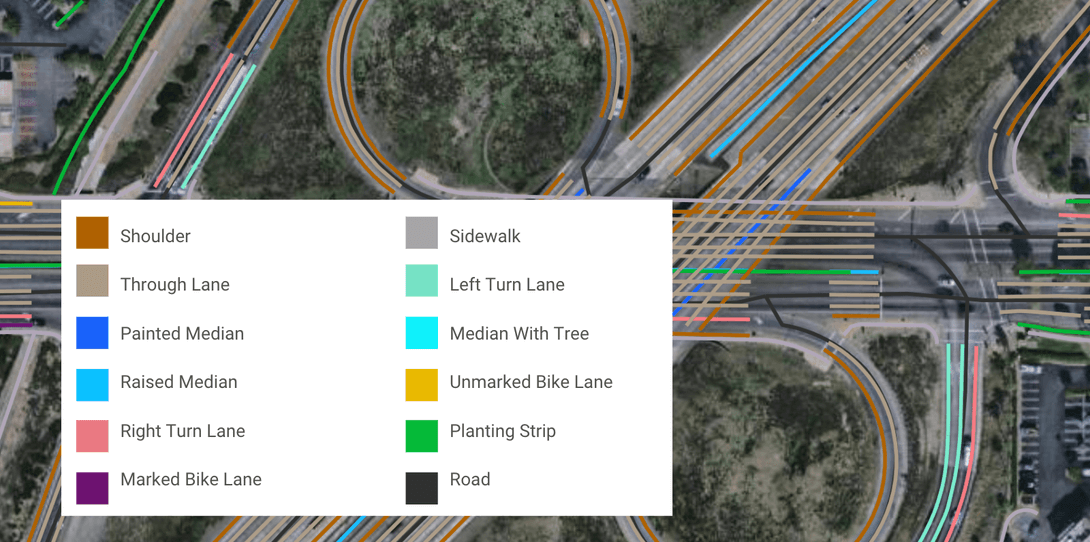 Shoulder
Through Lane
Painted Median
Raised Median
Right Turn Lane
Marked Bike Lane
Sidewalk
Left Turn Lane
Median With Tree
Unmarked Bike Lane
Planting Strip
Road